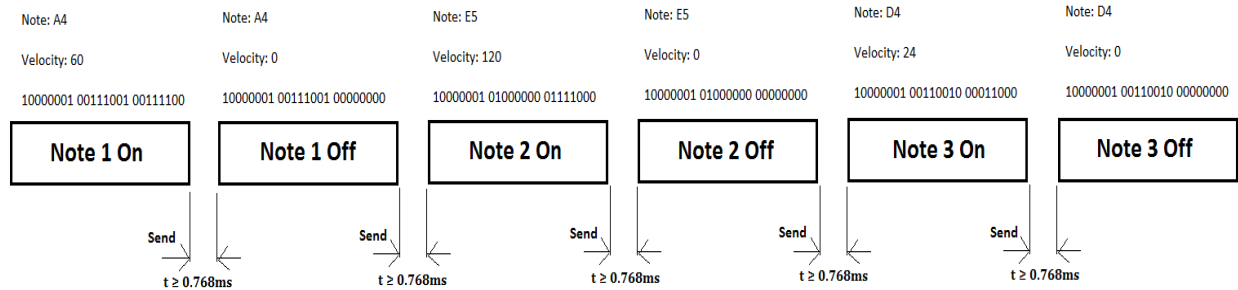 Note: A4
Velocity: 60
10000001 00111001 00111100
Note 1 On
Note: A4
Velocity: 0
10000001 00111001 00000000
Note 1 Off
Note: E5
Velocity: 120
10000001 01000000 01111000
Note 2 On
Note: E5
Velocity: 0
10000001 01000000 00000000
Note 2 Off
Note: D4
Velocity: 24
10000001 00110010 00011000
Note 3 On
Note: D4
Velocity: 0
10000001 00110010 00000000
Note 3 Off
Send
t ≥ 0.768ms
Send
t ≥ 0.768ms
Send
t ≥ 0.768ms
Send
t ≥ 0.768ms
Send
t ≥ 0.768ms